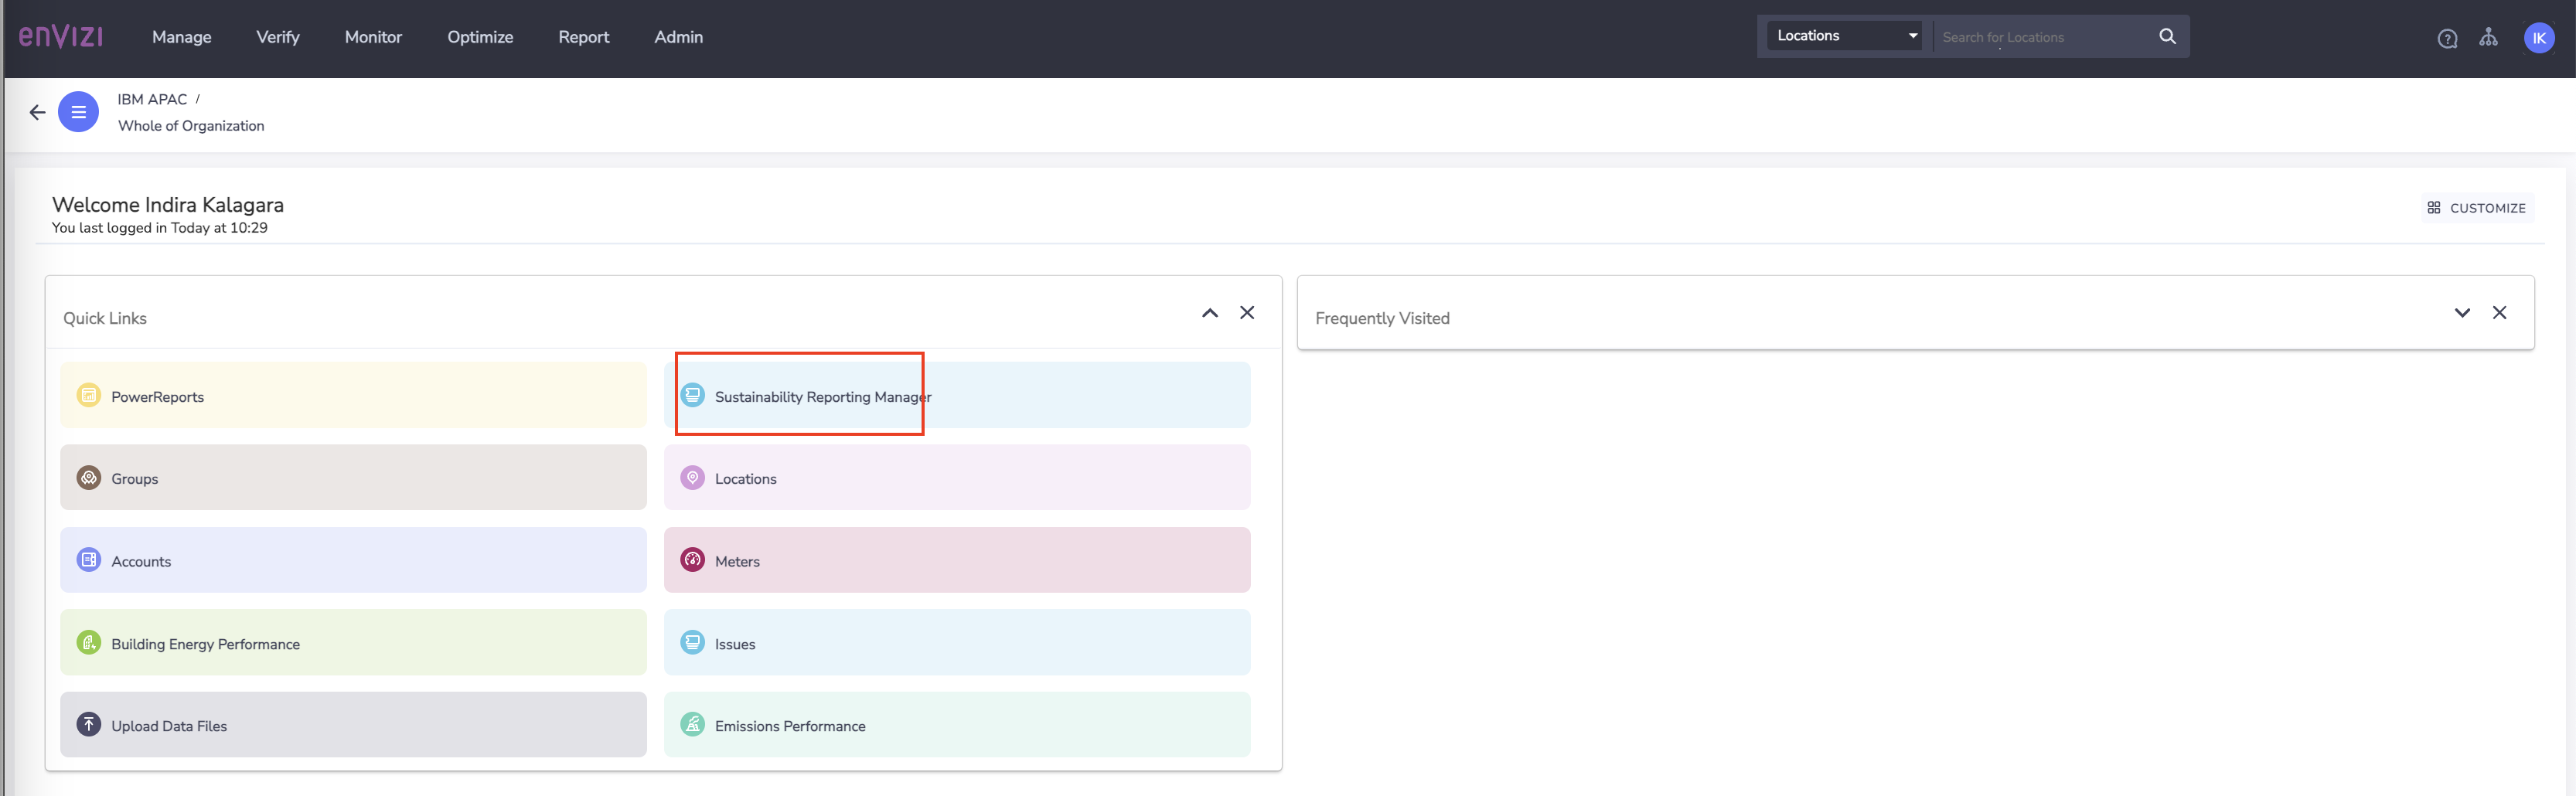 enVIZI
Manage Verify Monitor Optimize Report Admin
Locations Search for Locations
IK
IBM APAC /
Whole of Organization
Welcome Indira Kalagara
You last logged in Today at 10:29
CUSTOMIZE
Quick Links
Frequently Visited
PowerReports
Sustainability Reporting Manager
Groups
Locations
Accounts
Meters
Building Energy Performance
Issues
Upload Data Files
Emissions Performance